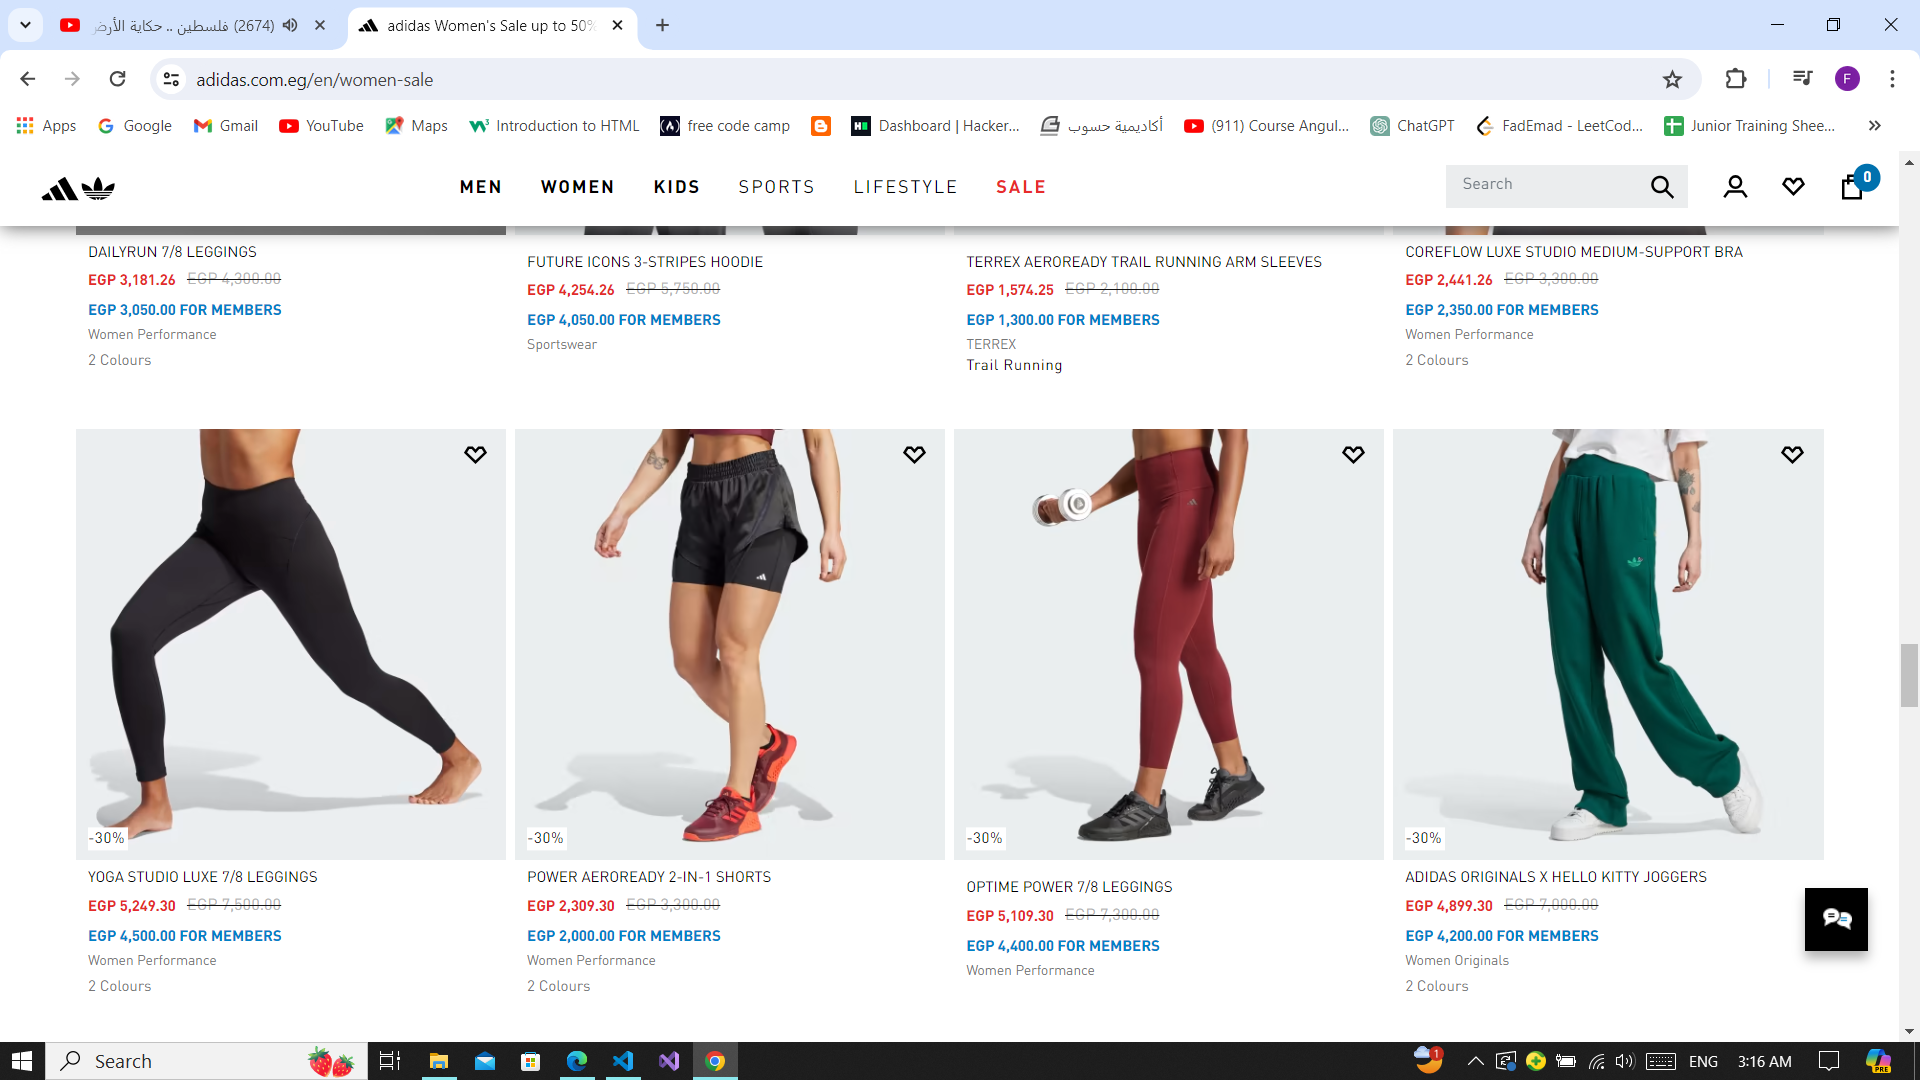 (2674) فلسطين .. حكاية الأرض
adidas Women's Sale up to 50%
adidas.com.eg/en/women-sale
F
Apps
Google
Gmail
YouTube
Maps
Introduction to HTML
free code camp
Dashboard | Hacker...
أكاديمية حسوب
(911) Course Angul...
ChatGPT
FadEmad - LeetCod...
Junior Training Shee...
MEN
WOMEN
KIDS
SPORTS
LIFESTYLE
SALE
Search
0
DAILYRUN 7/8 LEGGINGS
EGP 3,181.26 EGP 4,300.00
EGP 3,050.00 FOR MEMBERS
Women Performance
2 Colours
FUTURE ICONS 3-STRIPES HOODIE
EGP 4,254.26 EGP 5,750.00
EGP 4,050.00 FOR MEMBERS
Sportswear
TERREX AEROREADY TRAIL RUNNING ARM SLEEVES
EGP 1,574.25 EGP 2,100.00
EGP 1,300.00 FOR MEMBERS
TERREX
Trail Running
COREFLOW LUXE STUDIO MEDIUM-SUPPORT BRA
EGP 2,441.26 EGP 3,300.00
EGP 2,350.00 FOR MEMBERS
Women Performance
2 Colours
-30%
YOGA STUDIO LUXE 7/8 LEGGINGS
EGP 5,249.30 EGP 7,500.00
EGP 4,500.00 FOR MEMBERS
Women Performance
2 Colours
-30%
POWER AEROREADY 2-IN-1 SHORTS
EGP 2,309.30 EGP 3,300.00
EGP 2,000.00 FOR MEMBERS
Women Performance
2 Colours
-30%
OPTIME POWER 7/8 LEGGINGS
EGP 5,109.30 EGP 7,300.00
EGP 4,400.00 FOR MEMBERS
Women Performance
-30%
ADIDAS ORIGINALS X HELLO KITTY JOGGERS
EGP 4,899.30 EGP 7,000.00
EGP 4,200.00 FOR MEMBERS
Women Originals
2 Colours
Search
1
ENG
3:16 AM
PRE